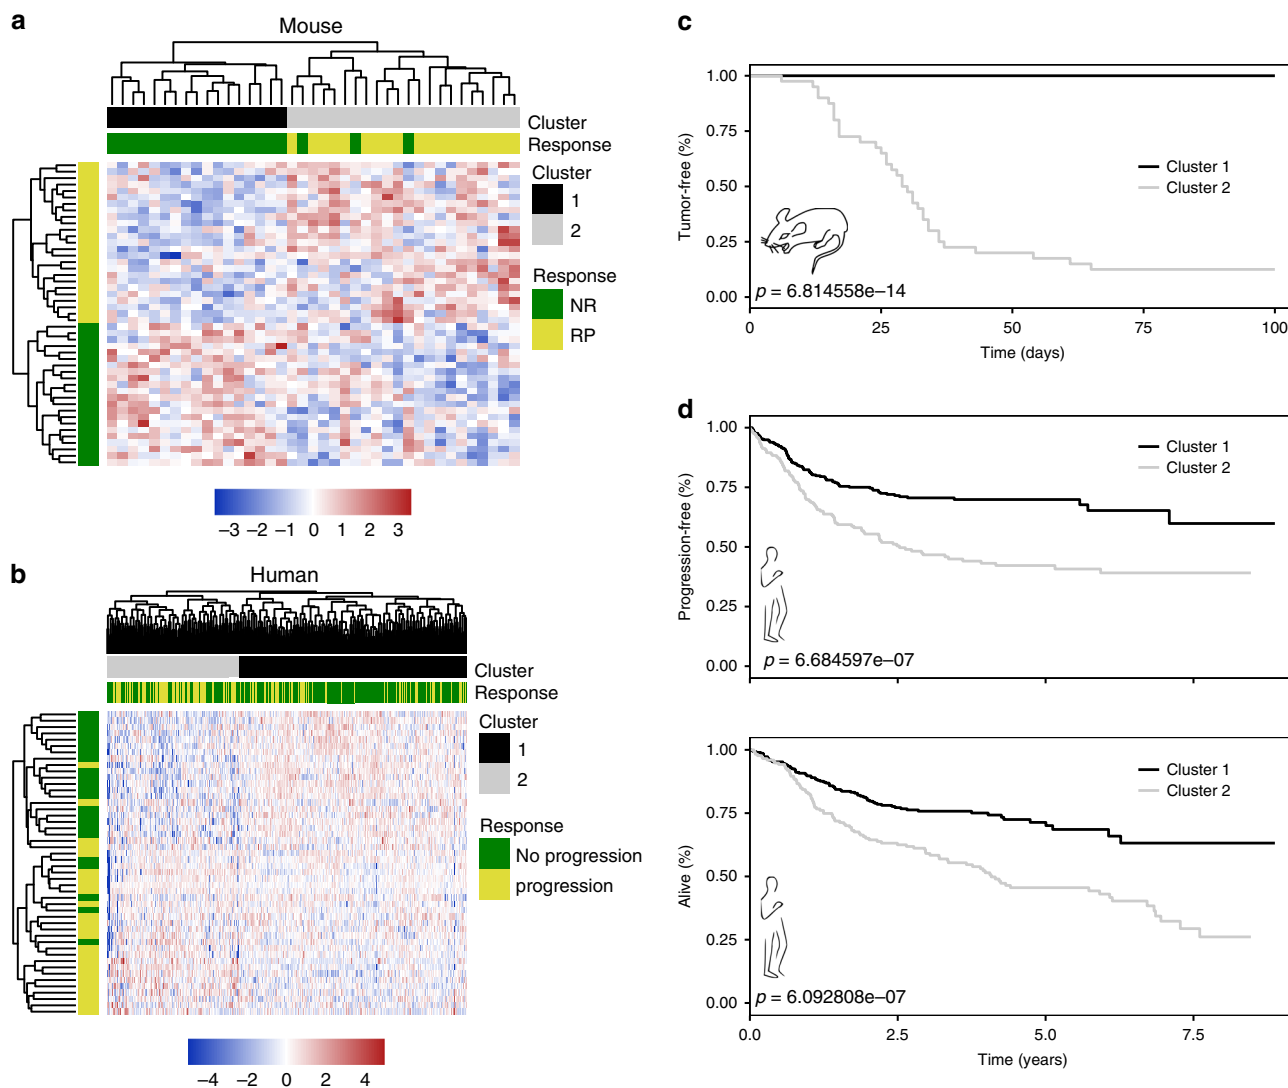 a
Mouse
Cluster
Response
Cluster
1
2
Response
NR
RP
−3 −2 −1 0 1 2 3
b
Human
Cluster
Response
Cluster
1
2
Response
No progression
progression
−4 −2 0 2 4
c
Tumor-free (%)
1.00
0.75
0.50
0.25
0.00
Cluster 1
Cluster 2
p = 6.814558e−14
0 25 50 75 100
Time (days)
d
Progression-free (%)
1.00
0.75
0.50
0.25
0.00
Cluster 1
Cluster 2
p = 6.684597e−07
Alive (%)
1.00
0.75
0.50
0.25
0.00
Cluster 1
Cluster 2
p = 6.092808e−07
0.0 2.5 5.0 7.5
Time (years)